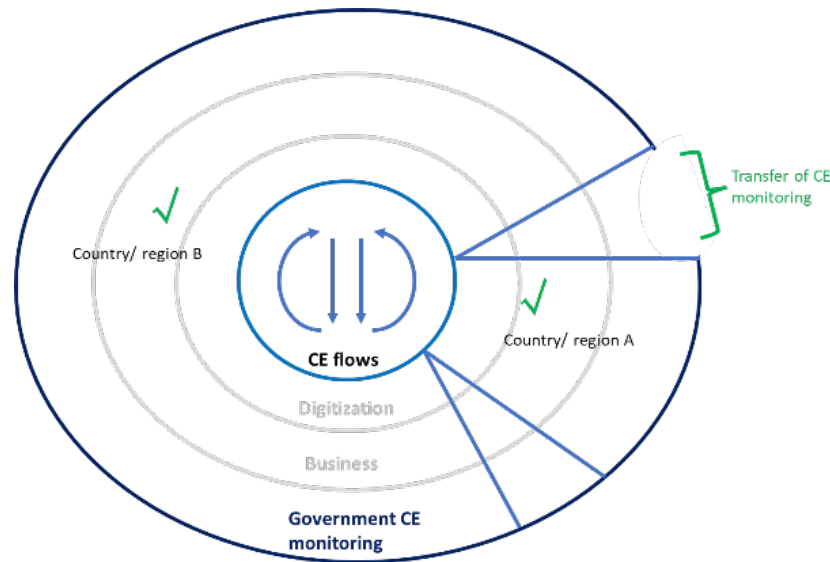 Transfer of CE
monitoring
Country/ region B
Country/ region A
CE flows
Digitization
Business
Government CE
monitoring